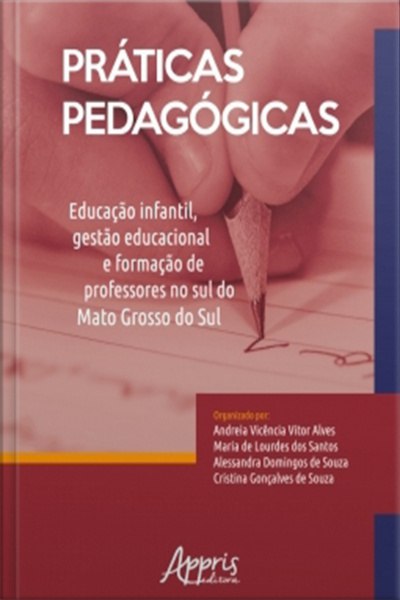 PRÁTICAS
PEDAGÓGICAS
Educação infantil,
gestão educacional
e formação de
professores no sul do
Mato Grosso do Sul
Organizado por:
Andreia Vicência Vitor Alves
Maria de Lourdes dos Santos
Alessandra Domingos de Souza
Cristina Gonçalves de Souza
Appris
editora